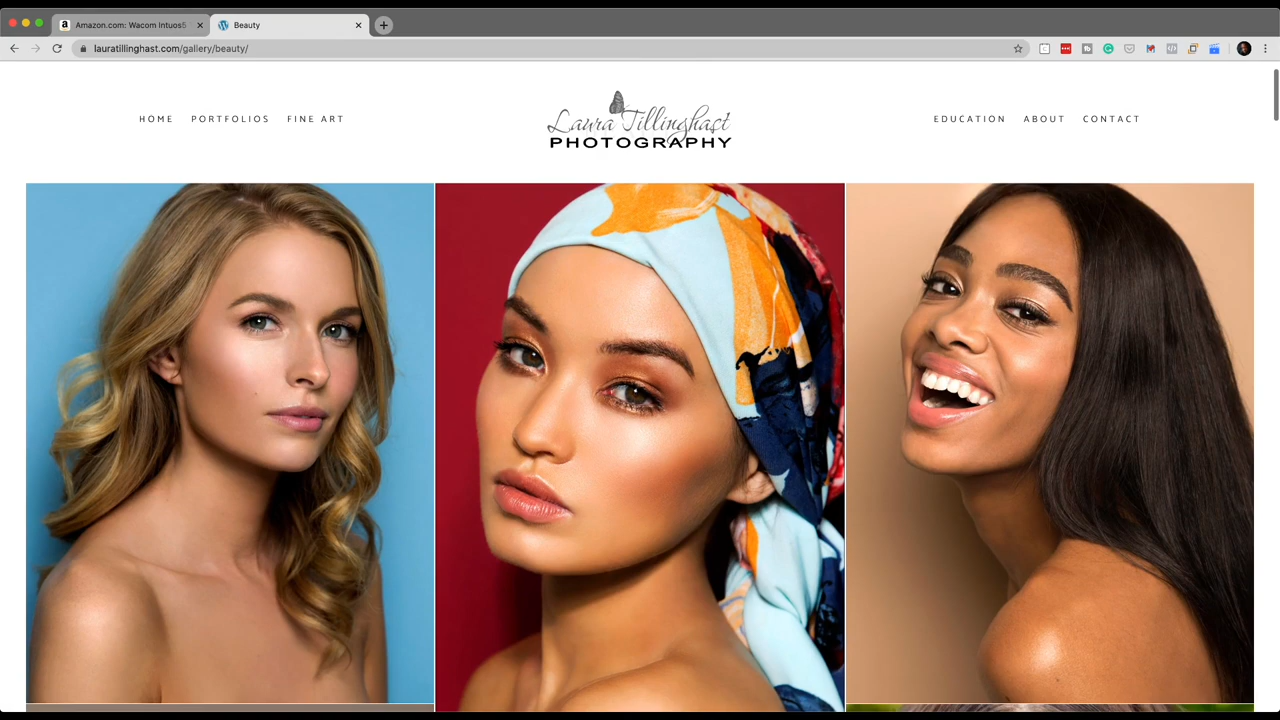 Amazon.com: Wacom Intuos5
Beauty
lauratillinghast.com/gallery/beauty/
HOME PORTFOLIOS FINE ART
Laura Tillinghast
PHOTOGRAPHY
EDUCATION ABOUT CONTACT